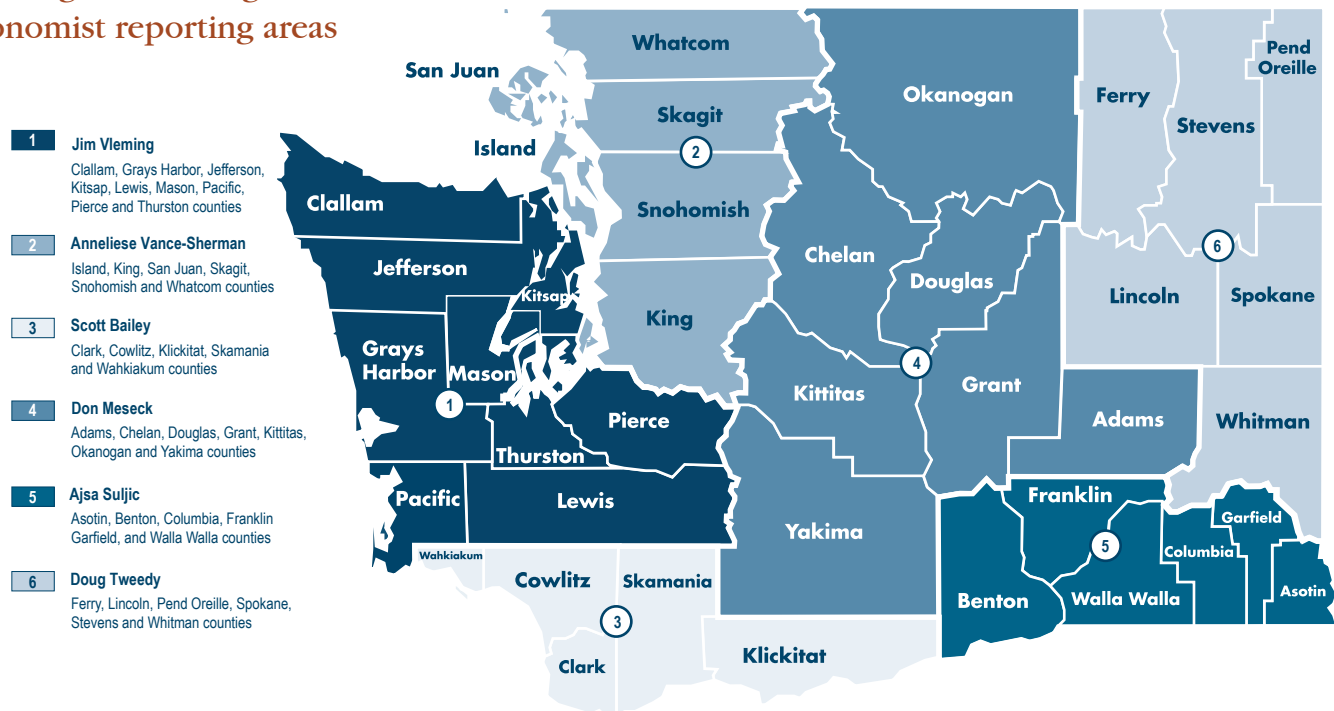 onomist reporting areas
1
Jim Vleming
Clallam, Grays Harbor, Jefferson,
Kitsap, Lewis, Mason, Pacific,
Pierce and Thurston counties
2
Anneliese Vance-Sherman
Island, King, San Juan, Skagit,
Snohomish and Whatcom counties
3
Scott Bailey
Clark, Cowlitz, Klickitat, Skamania
and Wahkiakum counties
4
Don Meseck
Adams, Chelan, Douglas, Grant, Kittitas,
Okanogan and Yakima counties
5
Ajsa Suljic
Asotin, Benton, Columbia, Franklin
Garfield, and Walla Walla counties
6
Doug Tweedy
Ferry, Lincoln, Pend Oreille, Spokane,
Stevens and Whitman counties
Whatcom
San Juan
Skagit
Island
2
Snohomish
King
Clallam
Jefferson
Kitsap
Grays
Harbor
Mason
1
Pierce
Thurston
Pacific
Lewis
Wahkiakum
Cowlitz
Skamania
3
Clark
Klickitat
Okanogan
Chelan
Douglas
4
Kittitas
Grant
Adams
Yakima
Ferry
Stevens
Pend
Oreille
6
Lincoln
Spokane
Whitman
Franklin
Garfield
5
Columbia
Benton
Walla Walla
Asotin